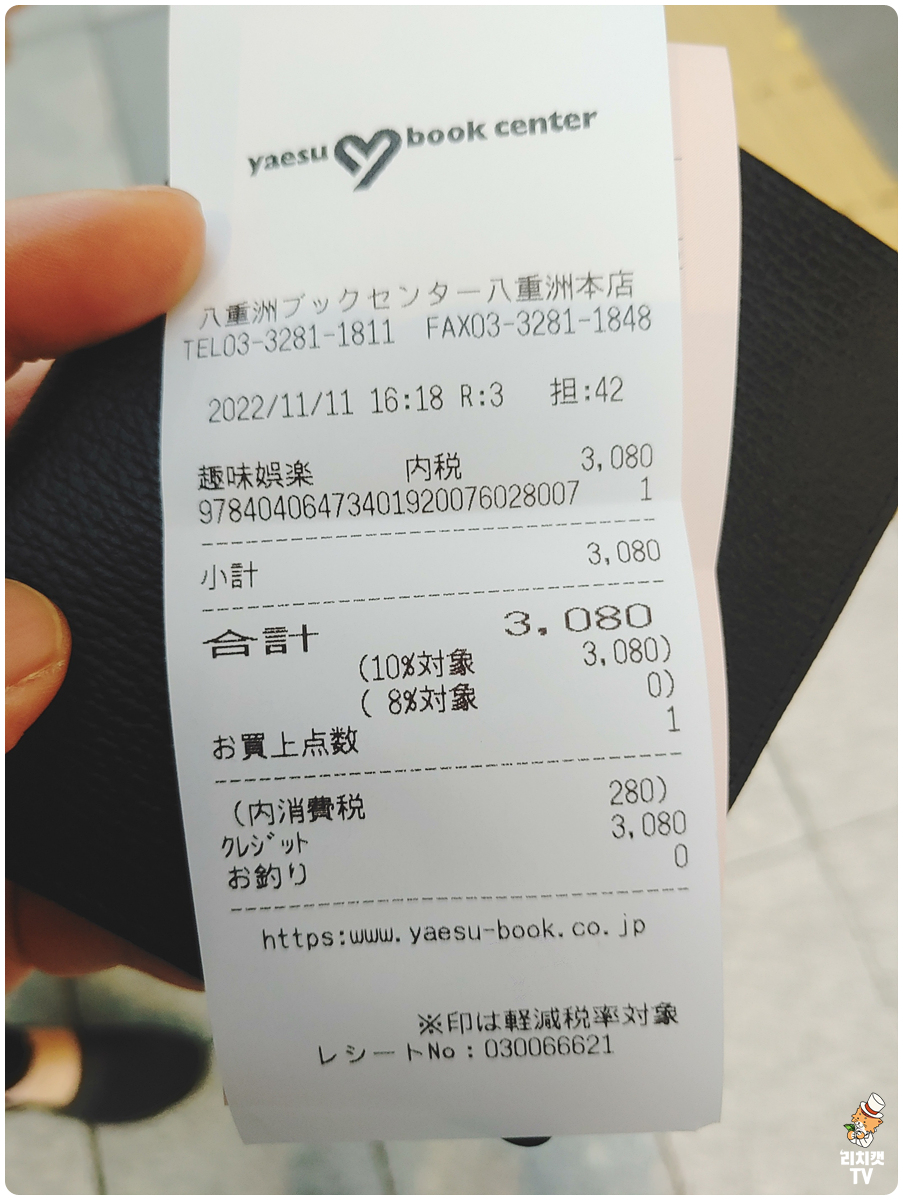 yaesu book center
八重洲ブックセンター八重洲本店
TEL03-3281-1811 FAX03-3281-1848
2022/11/11 16:18 R:3 担:42
趣味娯楽 内税 3,080
97840406473401920076028007 1
小計 3,080
合計 3,080
(10%対象 3,080)
( 8%対象 0)
お買上点数 1
(内消費税 280)
クレジット 3,080
お釣り 0
https:www.yaesu-book.co.jp
※印は軽減税率対象
レシートNo:030066621
리치캣
TV